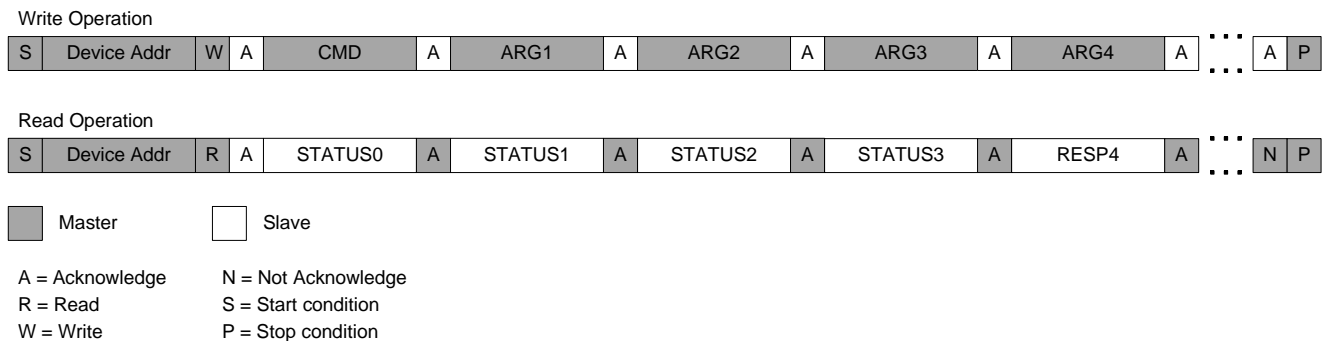 Write Operation
S Device Addr W A CMD A ARG1 A ARG2 A ARG3 A ARG4 A A P
Read Operation
S Device Addr R A STATUS0 A STATUS1 A STATUS2 A STATUS3 A RESP4 A N P
Master Slave
A = Acknowledge N = Not Acknowledge
R = Read S = Start condition
W = Write P = Stop condition